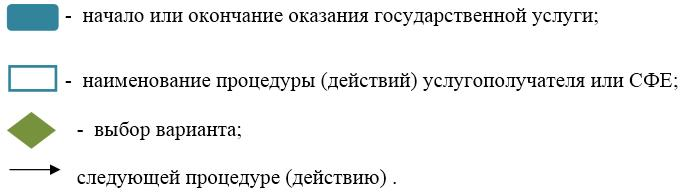 - начало или окончание оказания государственной услуги;
- наименование процедуры (действий) услугополучателя или СФЕ;
- выбор варианта;
следующей процедуре (действию) .